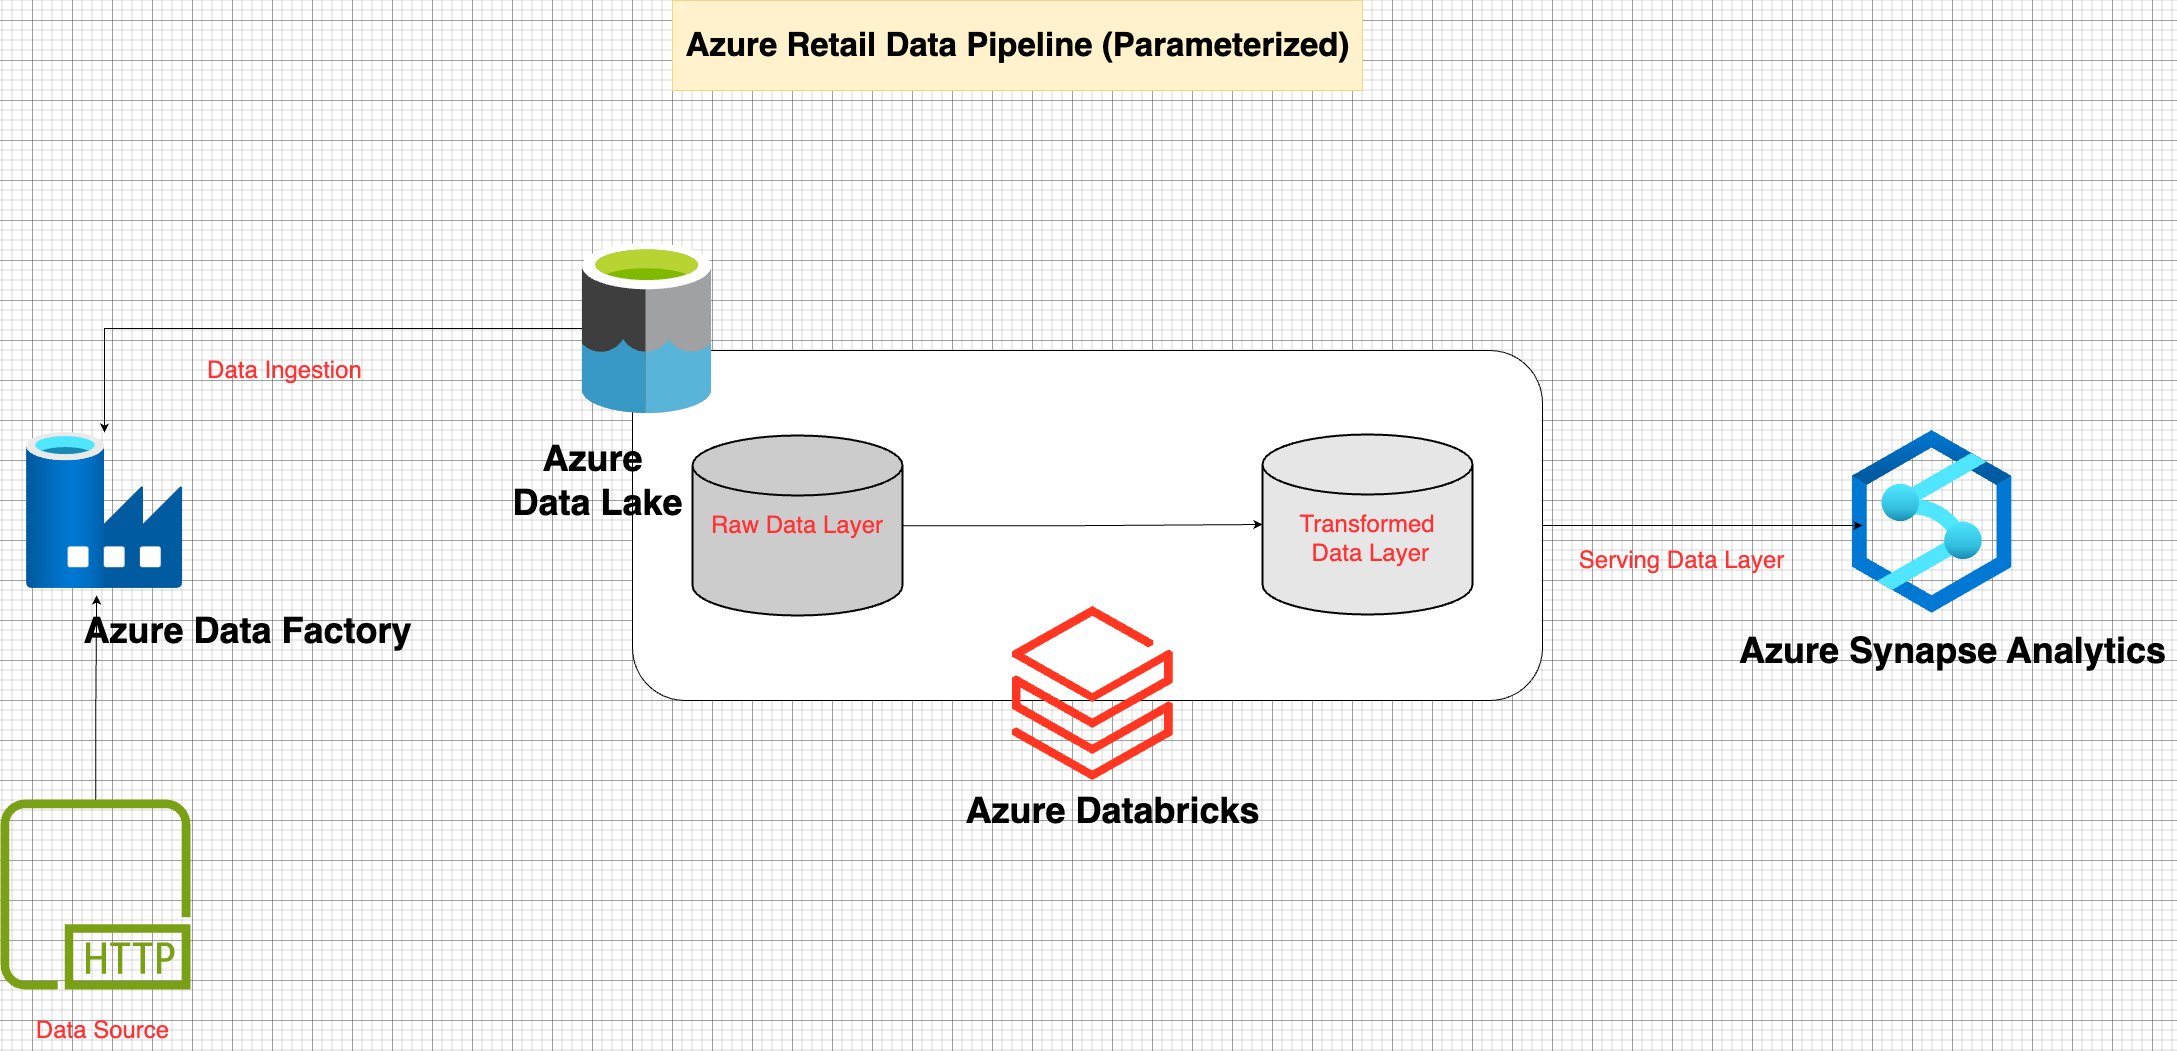 Azure Retail Data Pipeline (Parameterized)
Data Ingestion
Azure
Data Lake
Raw Data Layer
Transformed
Data Layer
Serving Data Layer
Azure Data Factory
Azure Synapse Analytics
Azure Databricks
HTTP
Data Source